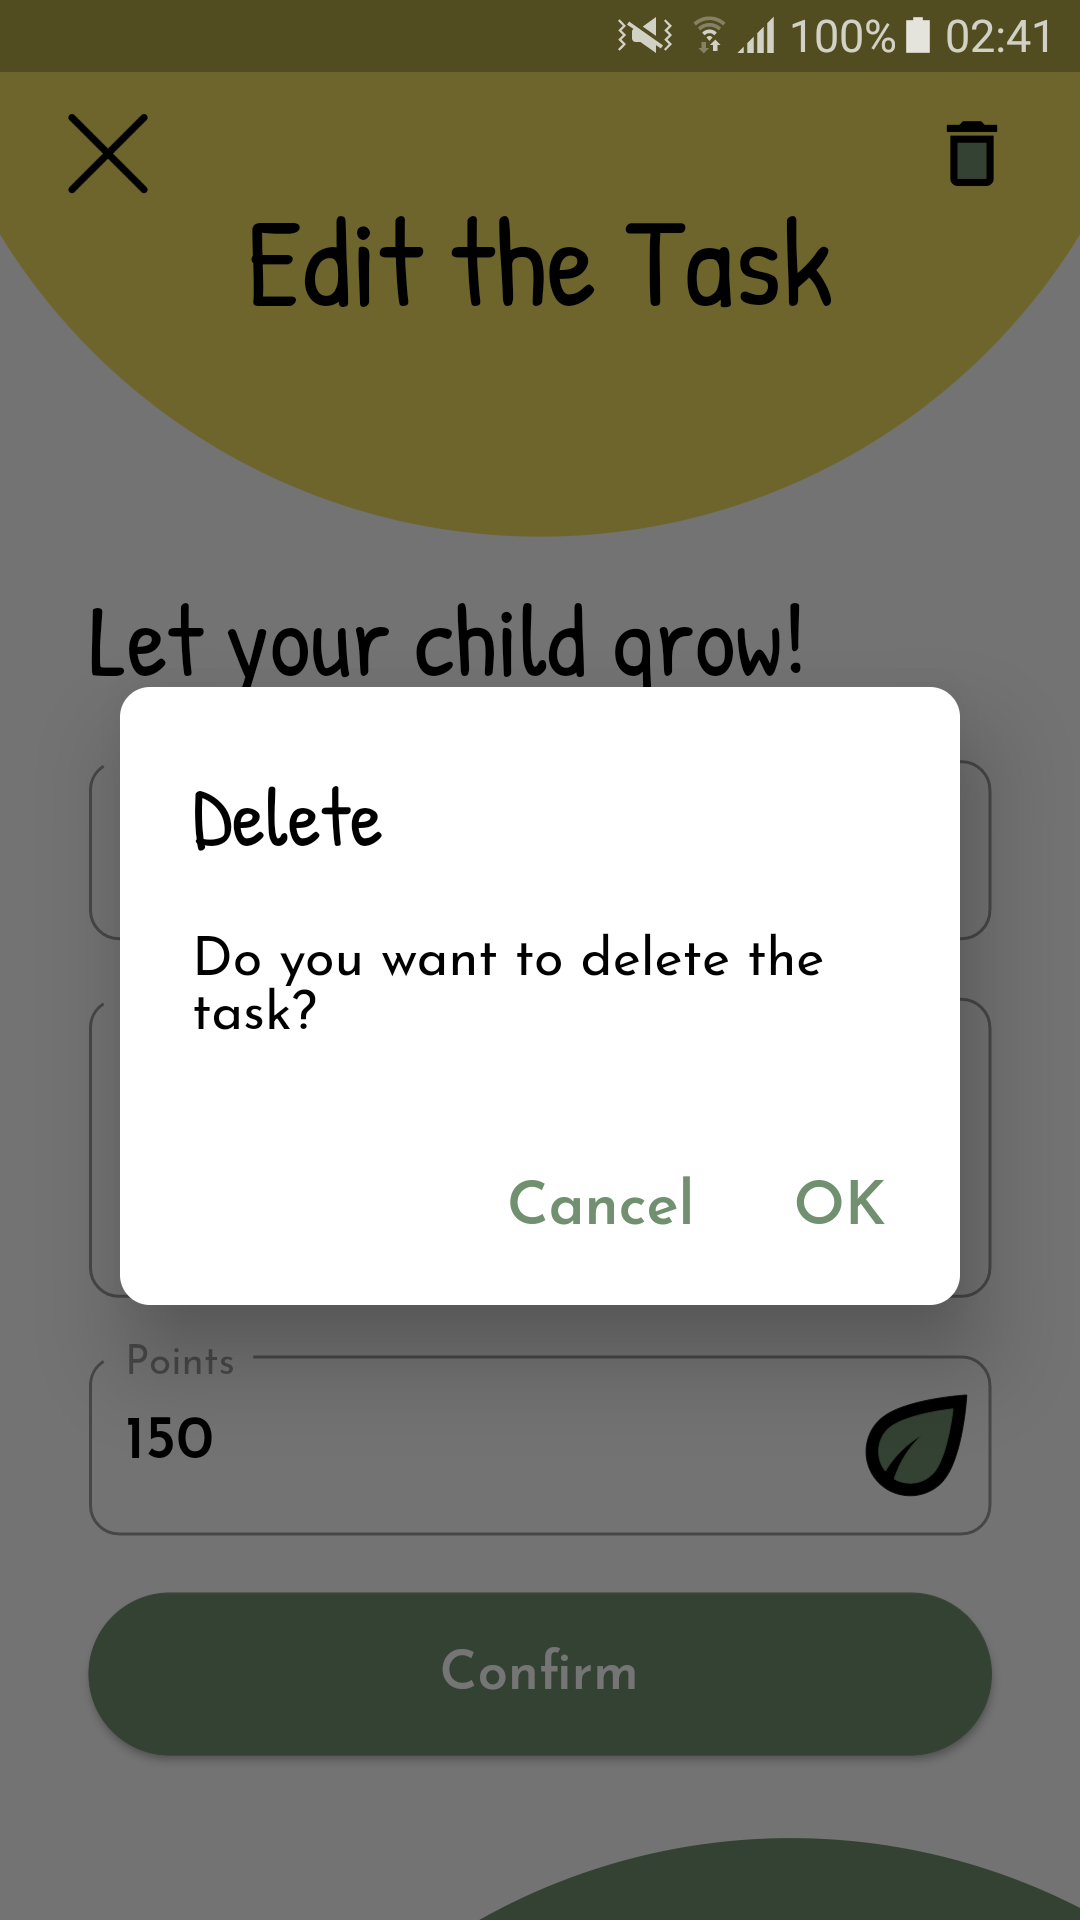 100% 02:41
Edit the Task
Let your child grow!
Delete
Do you want to delete the
task?
Cancel OK
Points
150
Confirm